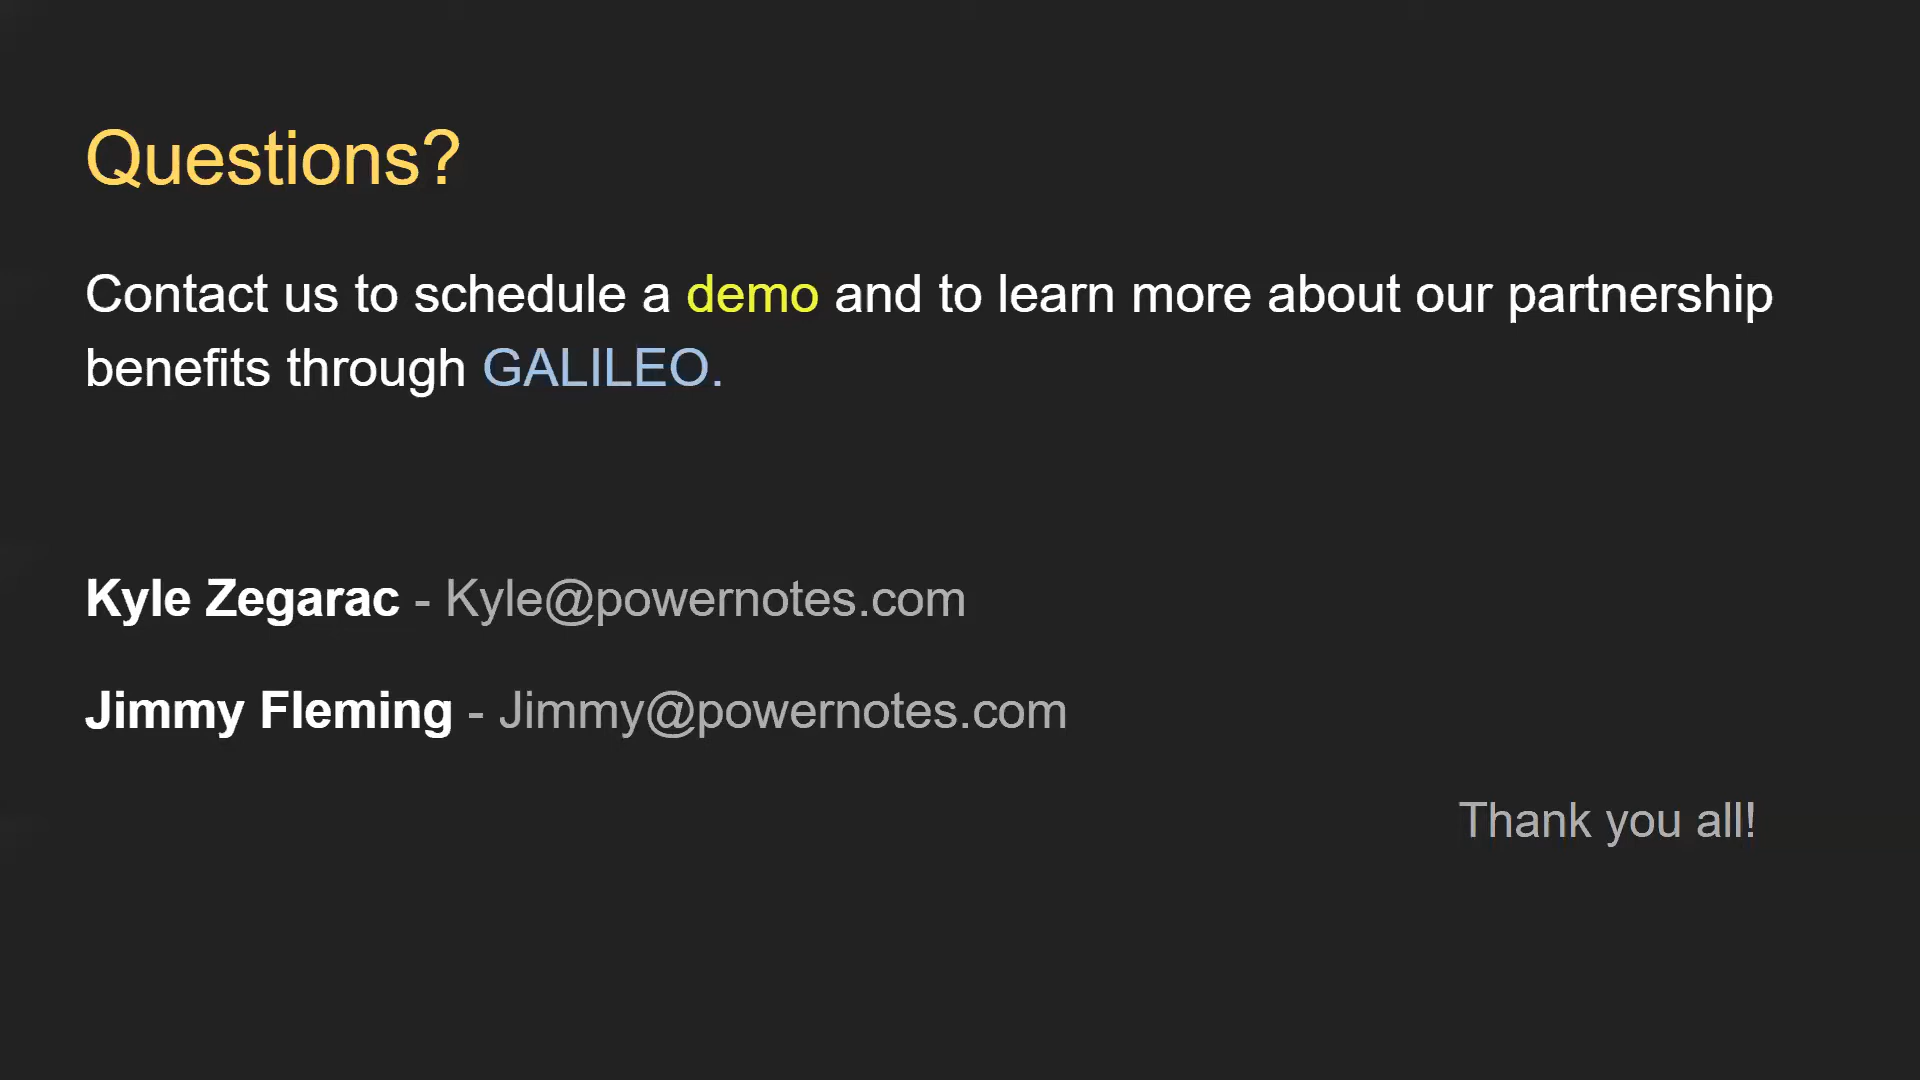 Questions?
Contact us to schedule a demo and to learn more about our partnership
benefits through GALILEO.
Kyle Zegarac - Kyle@powernotes.com
Jimmy Fleming - Jimmy@powernotes.com
Thank you all!